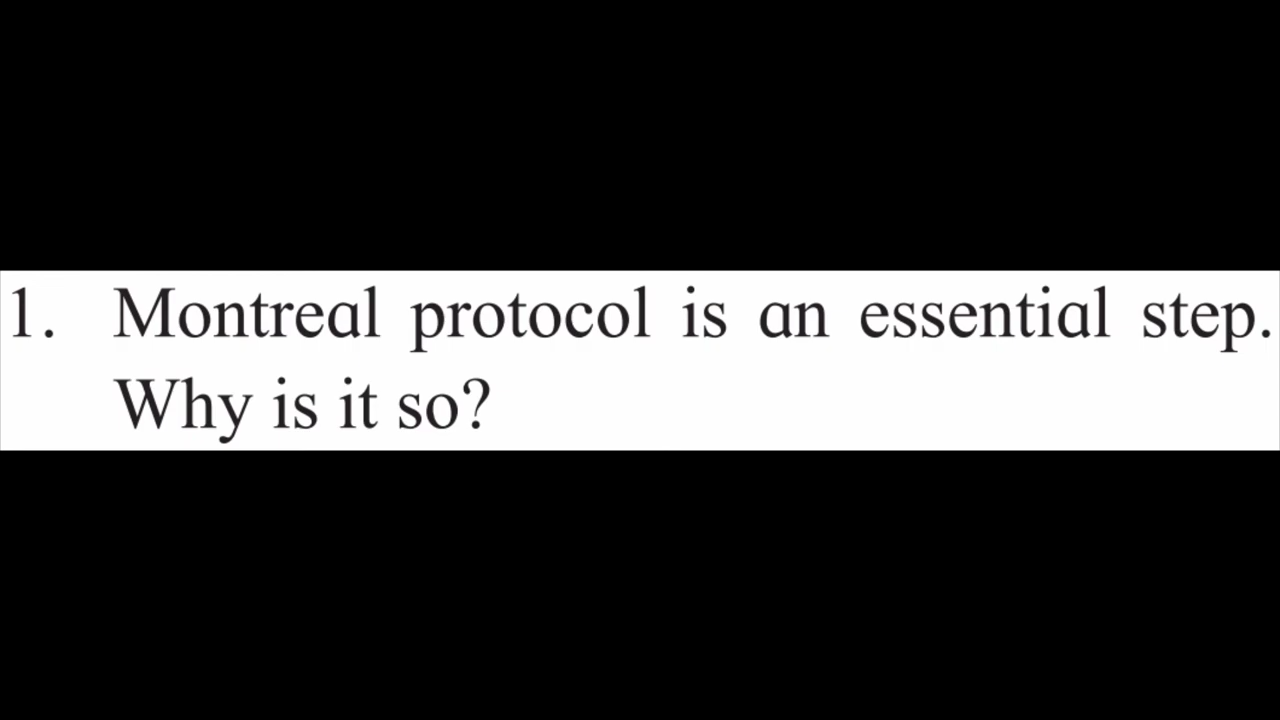 1. Montreal protocol is an essential step.
Why is it so?